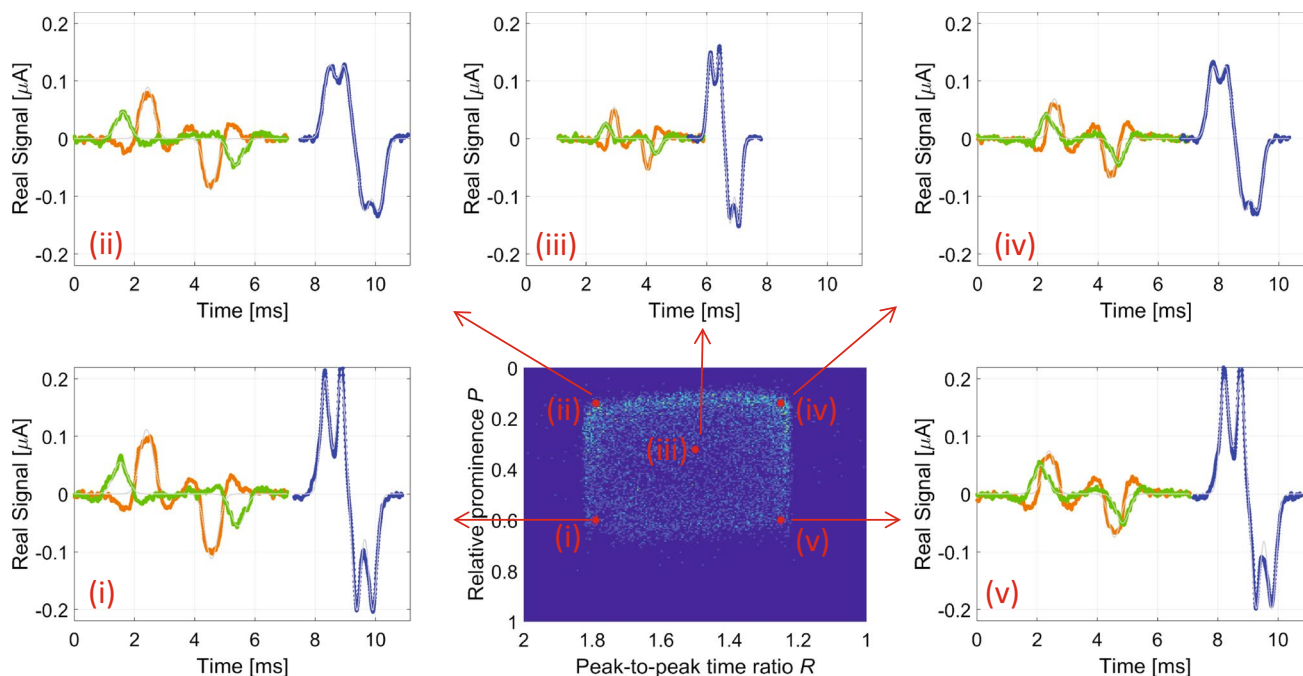 Real Signal [μA]
0.2
0.1
0
-0.1
-0.2
(ii)
0 2 4 6 8 10
Time [ms]
Real Signal [μA]
0.2
0.1
0
-0.1
-0.2
(iii)
0 2 4 6 8 10
Time [ms]
Real Signal [μA]
0.2
0.1
0
-0.1
-0.2
(iv)
0 2 4 6 8 10
Time [ms]
Real Signal [μA]
0.2
0.1
0
-0.1
-0.2
(i)
0 2 4 6 8 10
Time [ms]
Relative prominence P
0
0.2
0.4
0.6
0.8
1
(ii)
(iv)
(iii)
(i)
(v)
2 1.8 1.6 1.4 1.2 1
Peak-to-peak time ratio R
Real Signal [μA]
0.2
0.1
0
-0.1
-0.2
(v)
0 2 4 6 8 10
Time [ms]